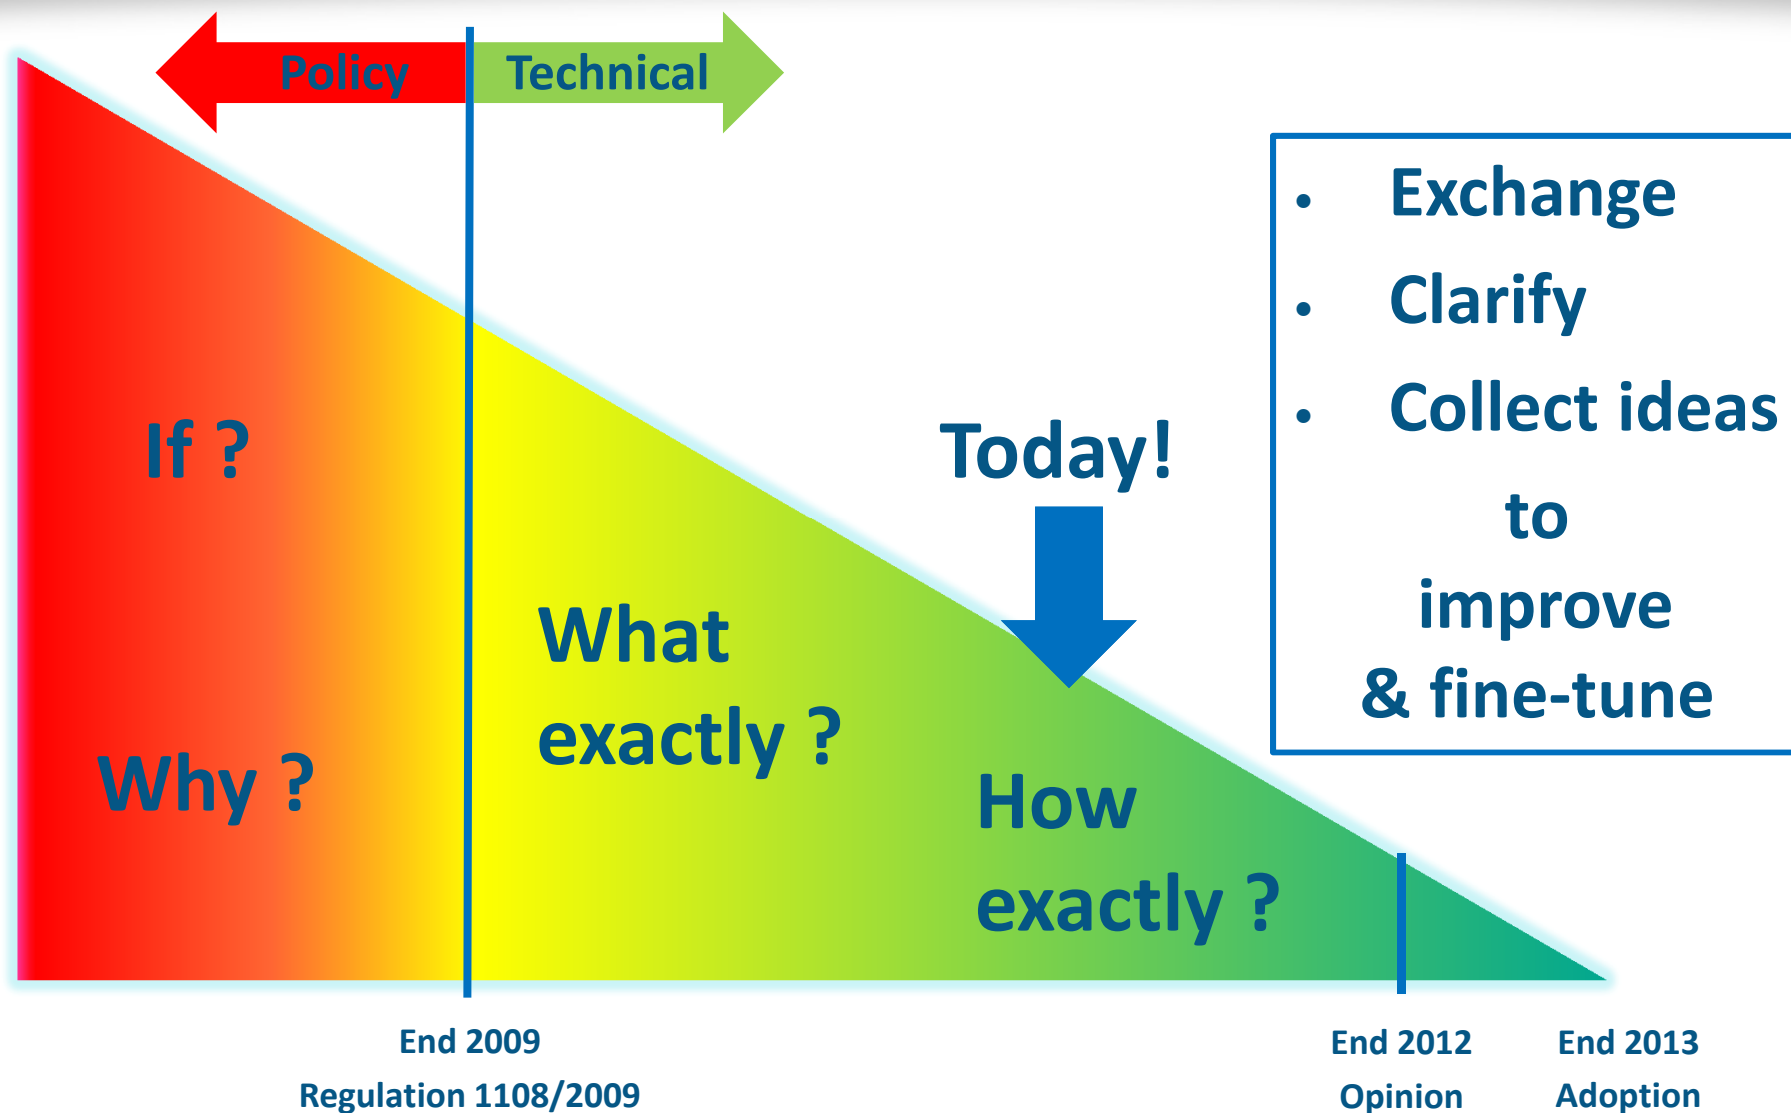 Policy
Technical
• Exchange
• Clarify
• Collect ideas
to
improve
& fine-tune
If ?
Why ?
Today!
What
exactly ?
How
exactly ?
End 2009
Regulation 1108/2009
End 2012
Opinion
End 2013
Adoption